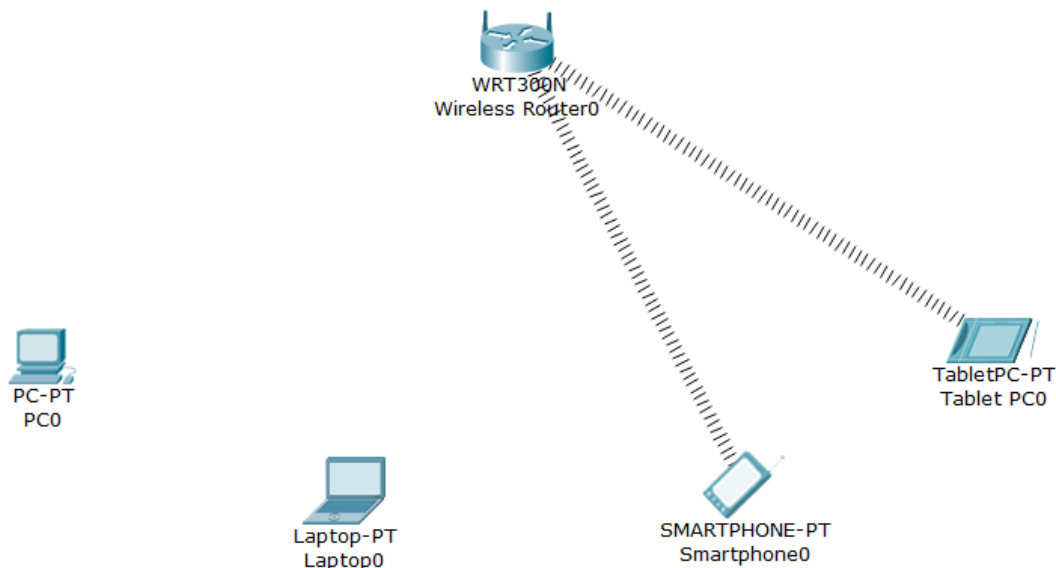 WRT300N
Wireless Router0
PC-PT
PC0
Laptop-PT
Laptop0
SMARTPHONE-PT
Smartphone0
TabletPC-PT
Tablet PC0